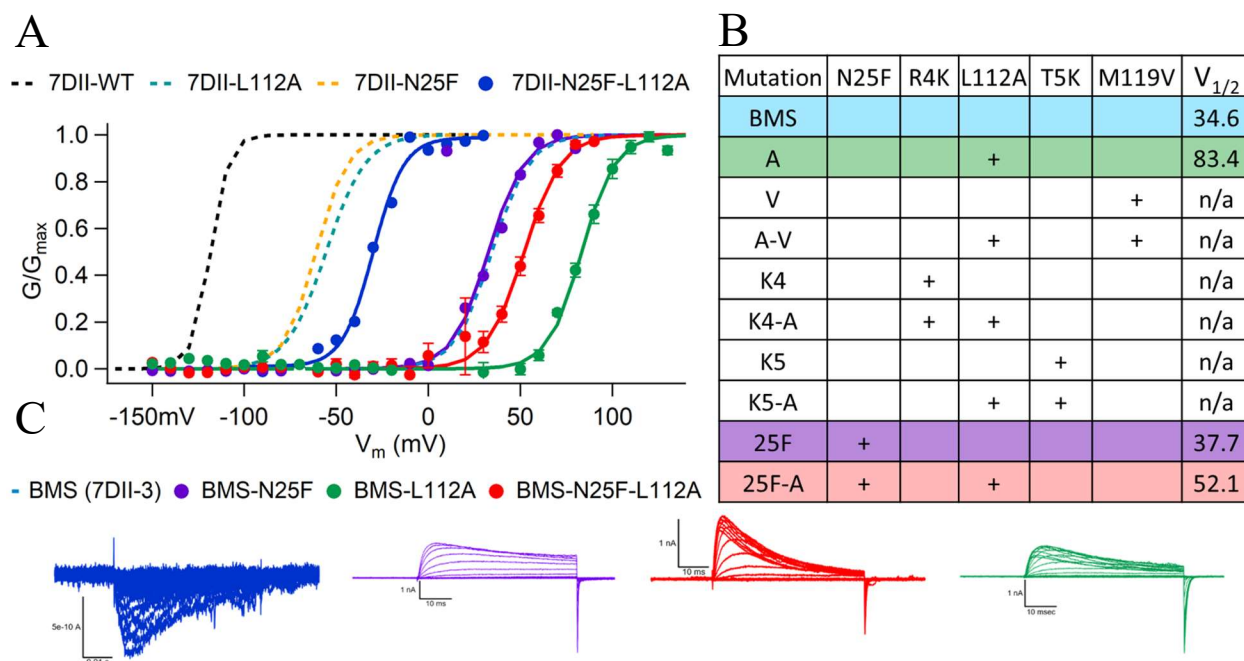 A
7DII-WT 7DII-L112A 7DII-N25F 7DII-N25F-L112A
G/Gmax
1.0
0.8
0.6
0.4
0.2
0.0
-150mV -100 -50 0 50 100
Vm (mV)
B
Mutation N25F R4K L112A T5K M119V V1/2
BMS 34.6
A + 83.4
V + n/a
A-V + + n/a
K4 + n/a
K4-A + + n/a
K5 + n/a
K5-A + + n/a
25F + 37.7
25F-A + + 52.1
C
BMS (7DII-3) BMS-N25F BMS-L112A BMS-N25F-L112A
5e-10 A
1 nA
10 ms
1 nA
10 ms
1 nA
10 msec